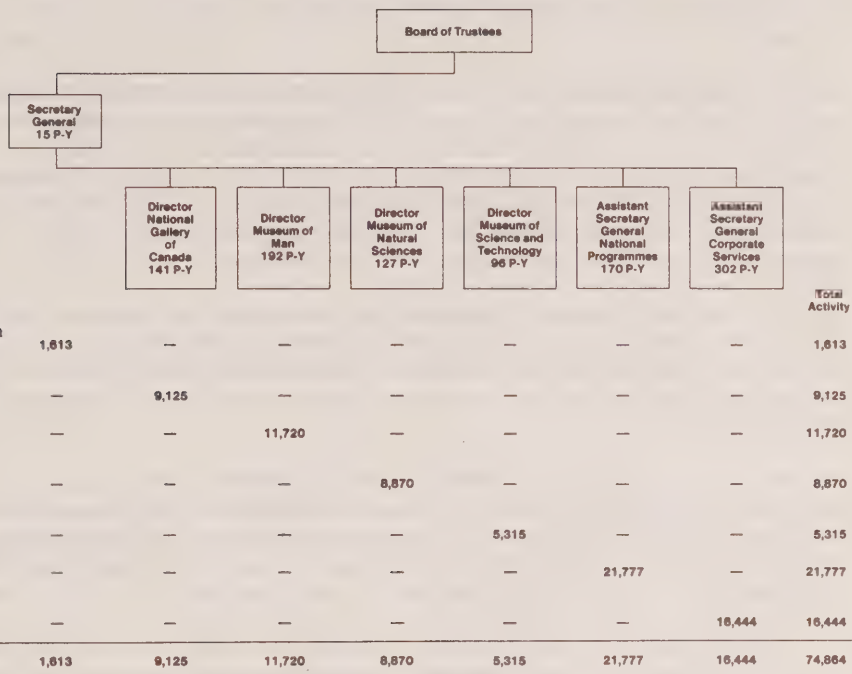 Board of Trustees
Secretary
General
15 P-Y
Director
National
Gallery
of
Canada
141 P-Y
Director
Museum of
Man
192 P-Y
Director
Museum of
Natural
Sciences
127 P-Y
Director
Museum of
Science and
Technology
96 P-Y
Assistant
Secretary
General
National
Programmes
170 P-Y
Assistant
Secretary
General
Corporate
Services
302 P-Y
Total
Activity
1,613 — — — — — — 1,613
— 9,125 — — — — — 9,125
— — 11,720 — — — — 11,720
— — — 8,870 — — — 8,870
— — — — 5,315 — — 5,315
— — — — — 21,777 — 21,777
— — — — — — 16,444 16,444
1,613 9,125 11,720 8,870 5,315 21,777 16,444 74,864